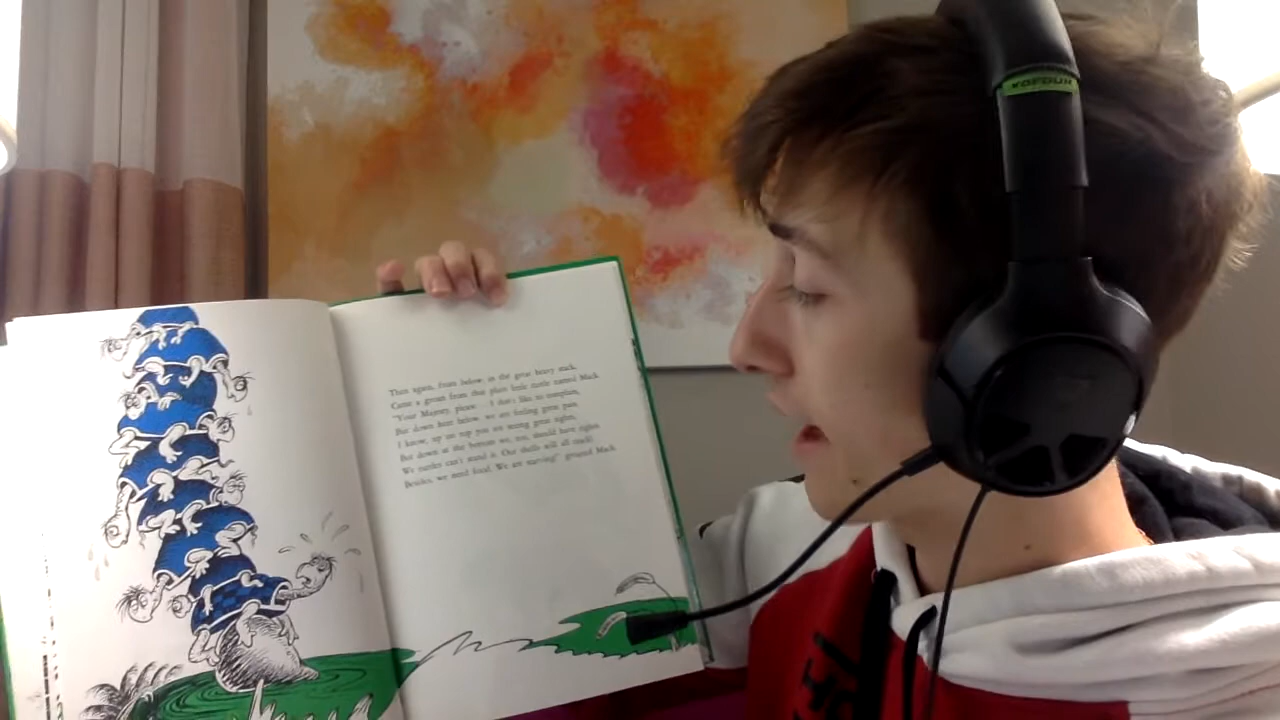 Then again, from below, in the great heavy stack,
Came a groan from that plain little turtle named Mack.
"Your Majesty, please... I don't like to complain,
But down here below, we are feeling great pain.
I know, up on top you are seeing great sights,
But down at the bottom we, too, should have rights.
We turtles can't stand it. Our shells will all crack!
Besides, we need food. We are starving!" groaned Mack.